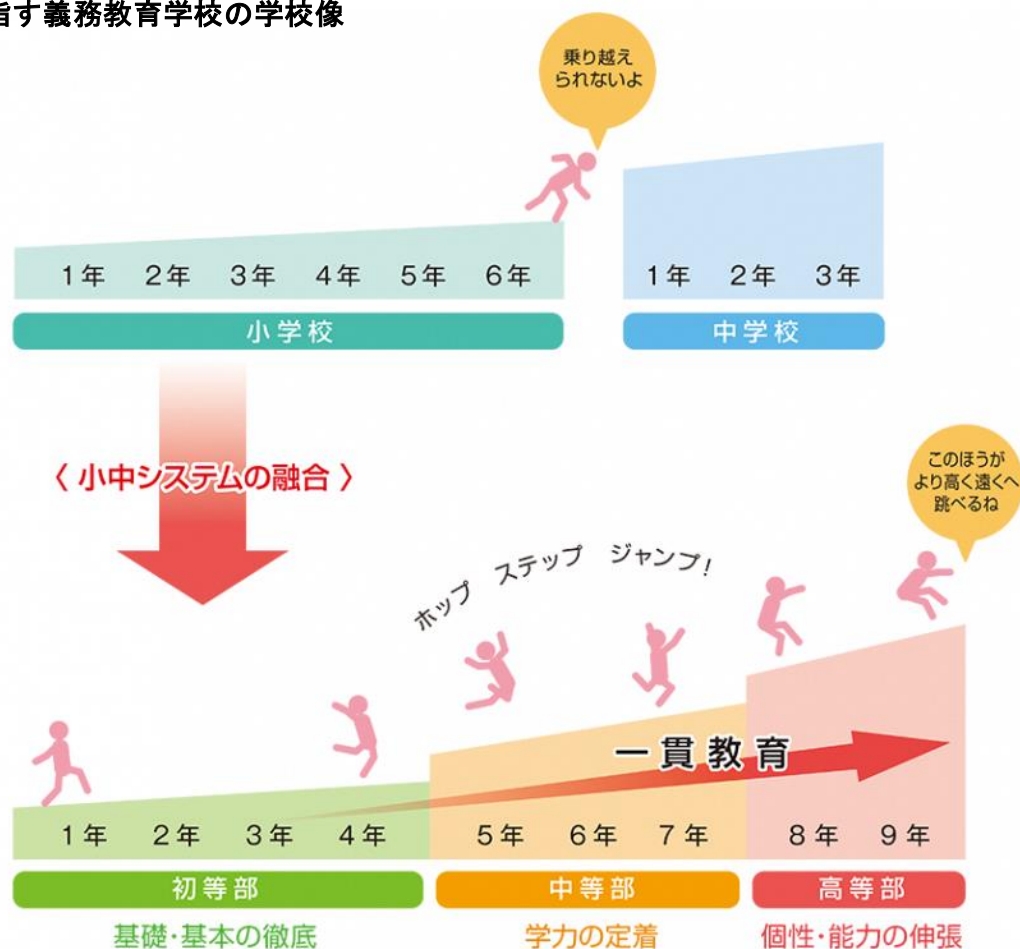 指す義務教育学校の学校像
乗り越え
られないよ
1年 2年 3年 4年 5年 6年
1年 2年 3年
小学校
中学校
〈 小中システムの融合 〉
このほうが
より高く遠くへ
跳べるね
ホップ ステップ ジャンプ!
一貫教育
1年 2年 3年 4年
5年 6年 7年
8年 9年
初等部
中等部
高等部
基礎・基本の徹底
学力の定着
個性・能力の伸張